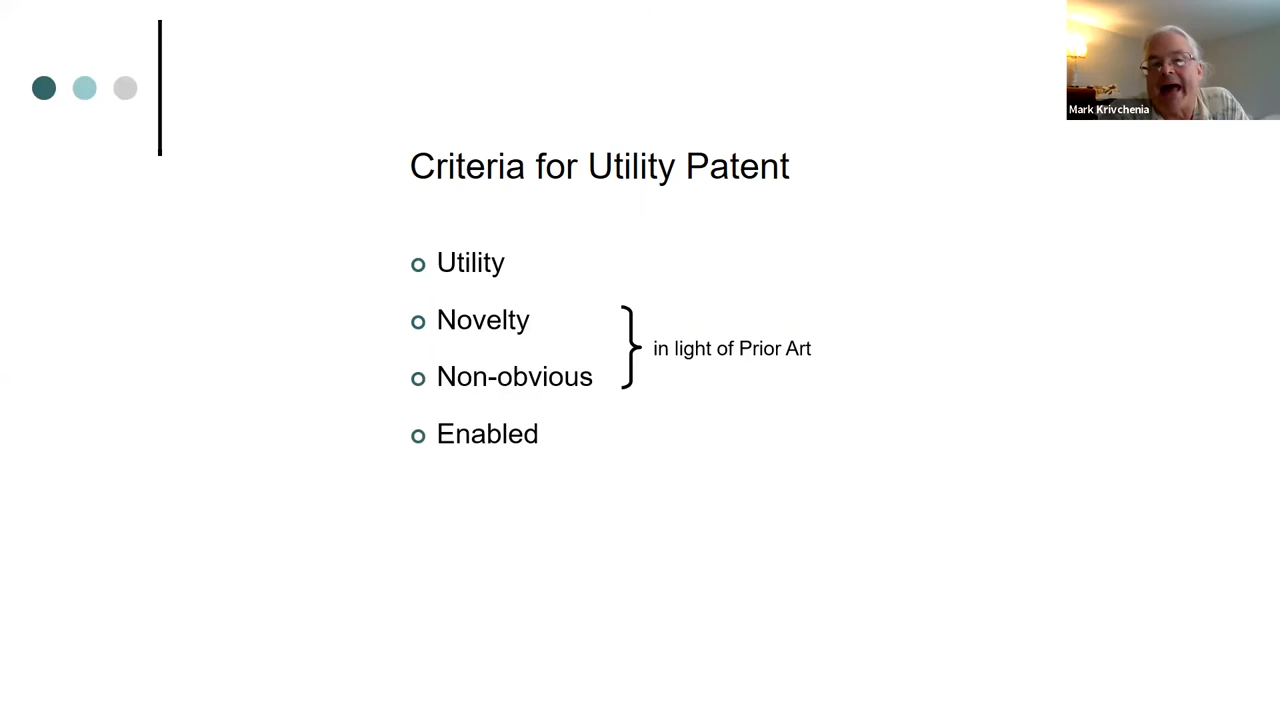 Mark Krivchenia
Criteria for Utility Patent
Utility
Novelty
in light of Prior Art
Non-obvious
Enabled